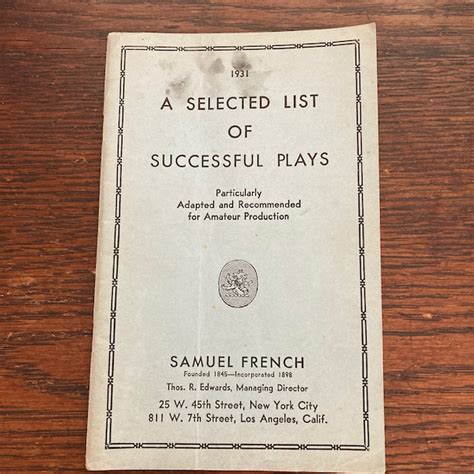 1931
A SELECTED LIST
OF
SUCCESSFUL PLAYS
Particularly
Adapted and Recommended
for Amateur Production
SAMUEL FRENCH
Founded 1845—Incorporated 1898
Thos. R. Edwards, Managing Director
25 W. 45th Street, New York City
811 W. 7th Street, Los Angeles, Calif.